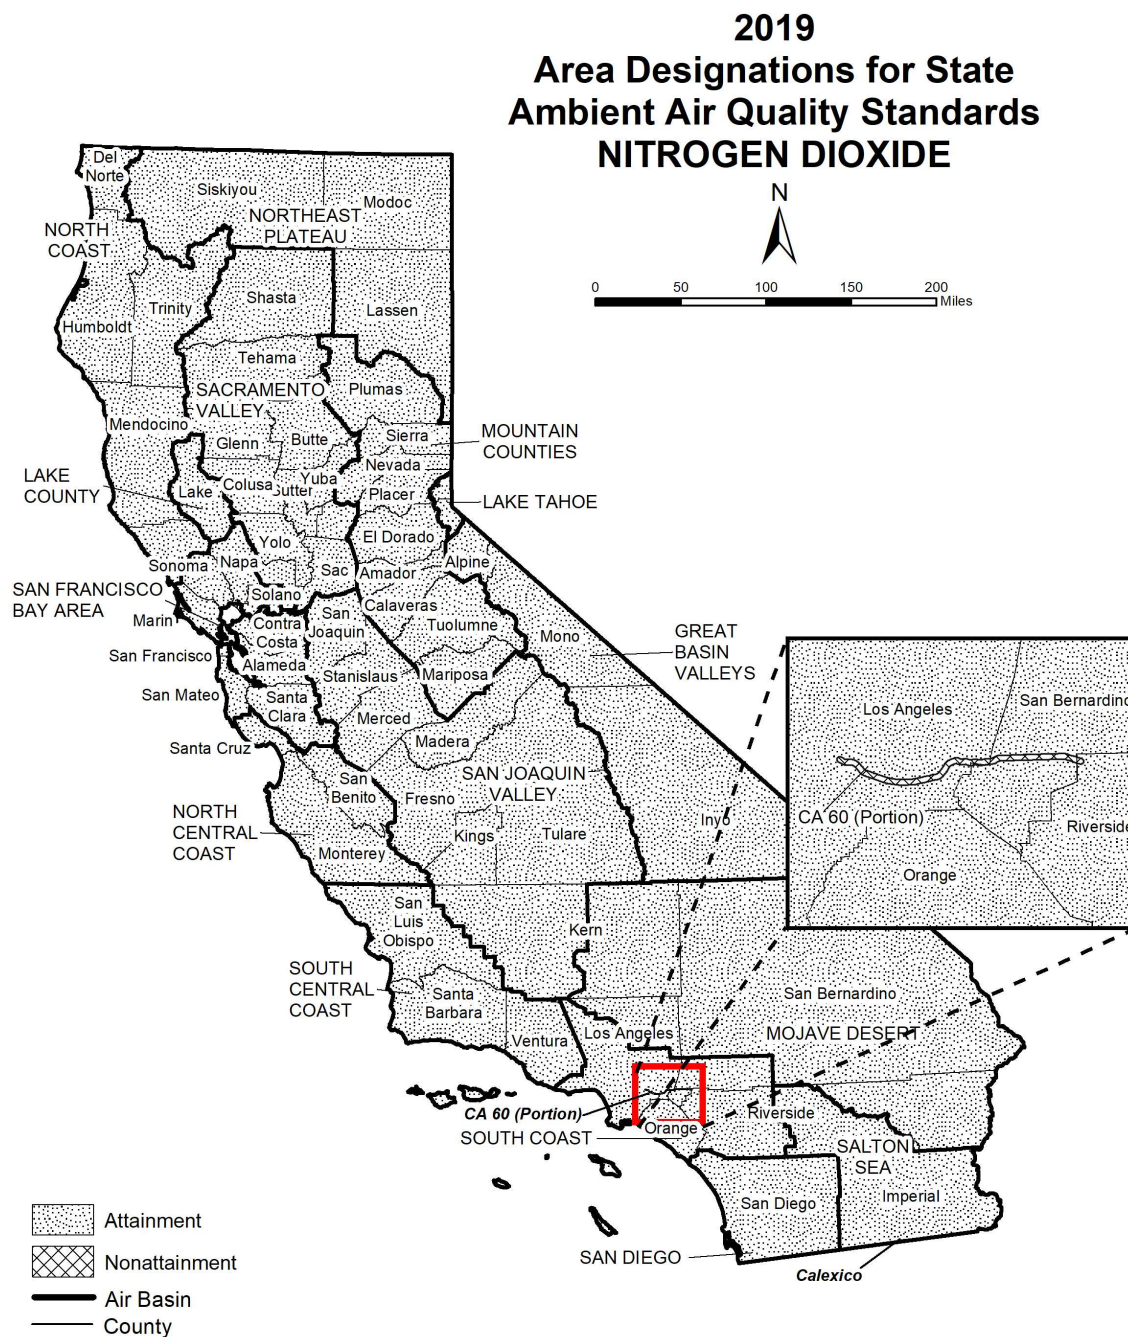 2019
Area Designations for State
Ambient Air Quality Standards
NITROGEN DIOXIDE
N
0 50 100 150 200
Miles
Del
Norte
Siskiyou
Modoc
NORTH
COAST
NORTHEAST
PLATEAU
Trinity
Shasta
Lassen
Humboldt
Tehama
SACRAMENTO
VALLEY
Plumas
Mendocino
Glenn
Butte
Sierra
MOUNTAIN
COUNTIES
Nevada
LAKE
COUNTY
Lake
Colusa
Yuba
Placer
LAKE TAHOE
Yolo
El Dorado
Sonoma
Napa
Sac
Amador
Alpine
SAN FRANCISCO
BAY AREA
Solano
Marin
Contra
Costa
San
Joaquin
Calaveras
Tuolumne
Mono
GREAT
BASIN
VALLEYS
San Francisco
Alameda
Stanislaus
Mariposa
San Mateo
Santa
Clara
Merced
Santa Cruz
Madera
San
Benito
Fresno
SAN JOAQUIN
VALLEY
NORTH
CENTRAL
COAST
Kings
Tulare
Inyo
Monterey
Los Angeles
San Bernardino
CA 60 (Portion)
Riverside
Orange
San
Luis
Obispo
Kern
SOUTH
CENTRAL
COAST
Santa
Barbara
San Bernardino
Ventura
Los Angeles
MOJAVE DESERT
CA 60 (Portion)
Orange
Riverside
SOUTH COAST
SALTON
SEA
San Diego
Imperial
SAN DIEGO
Calexico
Attainment
Nonattainment
Air Basin
County